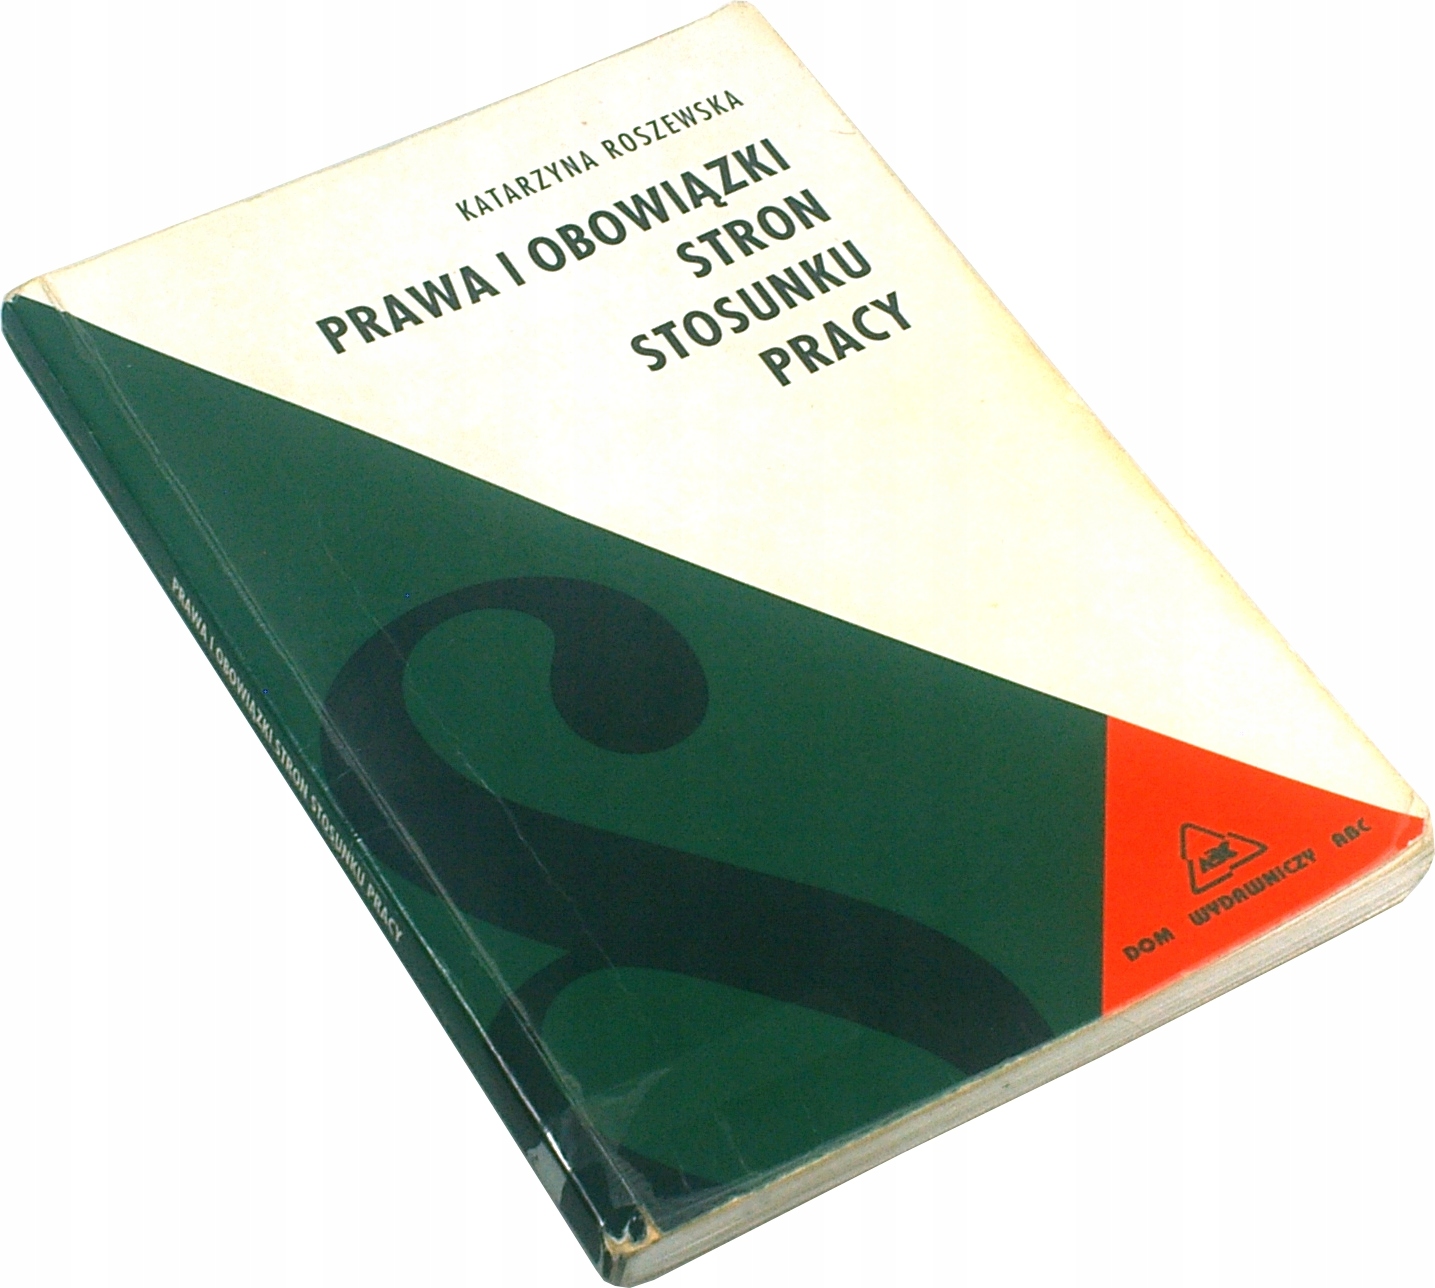 KATARZYNA ROSZEWSKA
PRAWA I OBOWIĄZKI
STRON
STOSUNKU
PRACY
PRAWA I OBOWIĄZKI STRON STOSUNKU PRACY
ABC
DOM WYDAWNICZY ABC